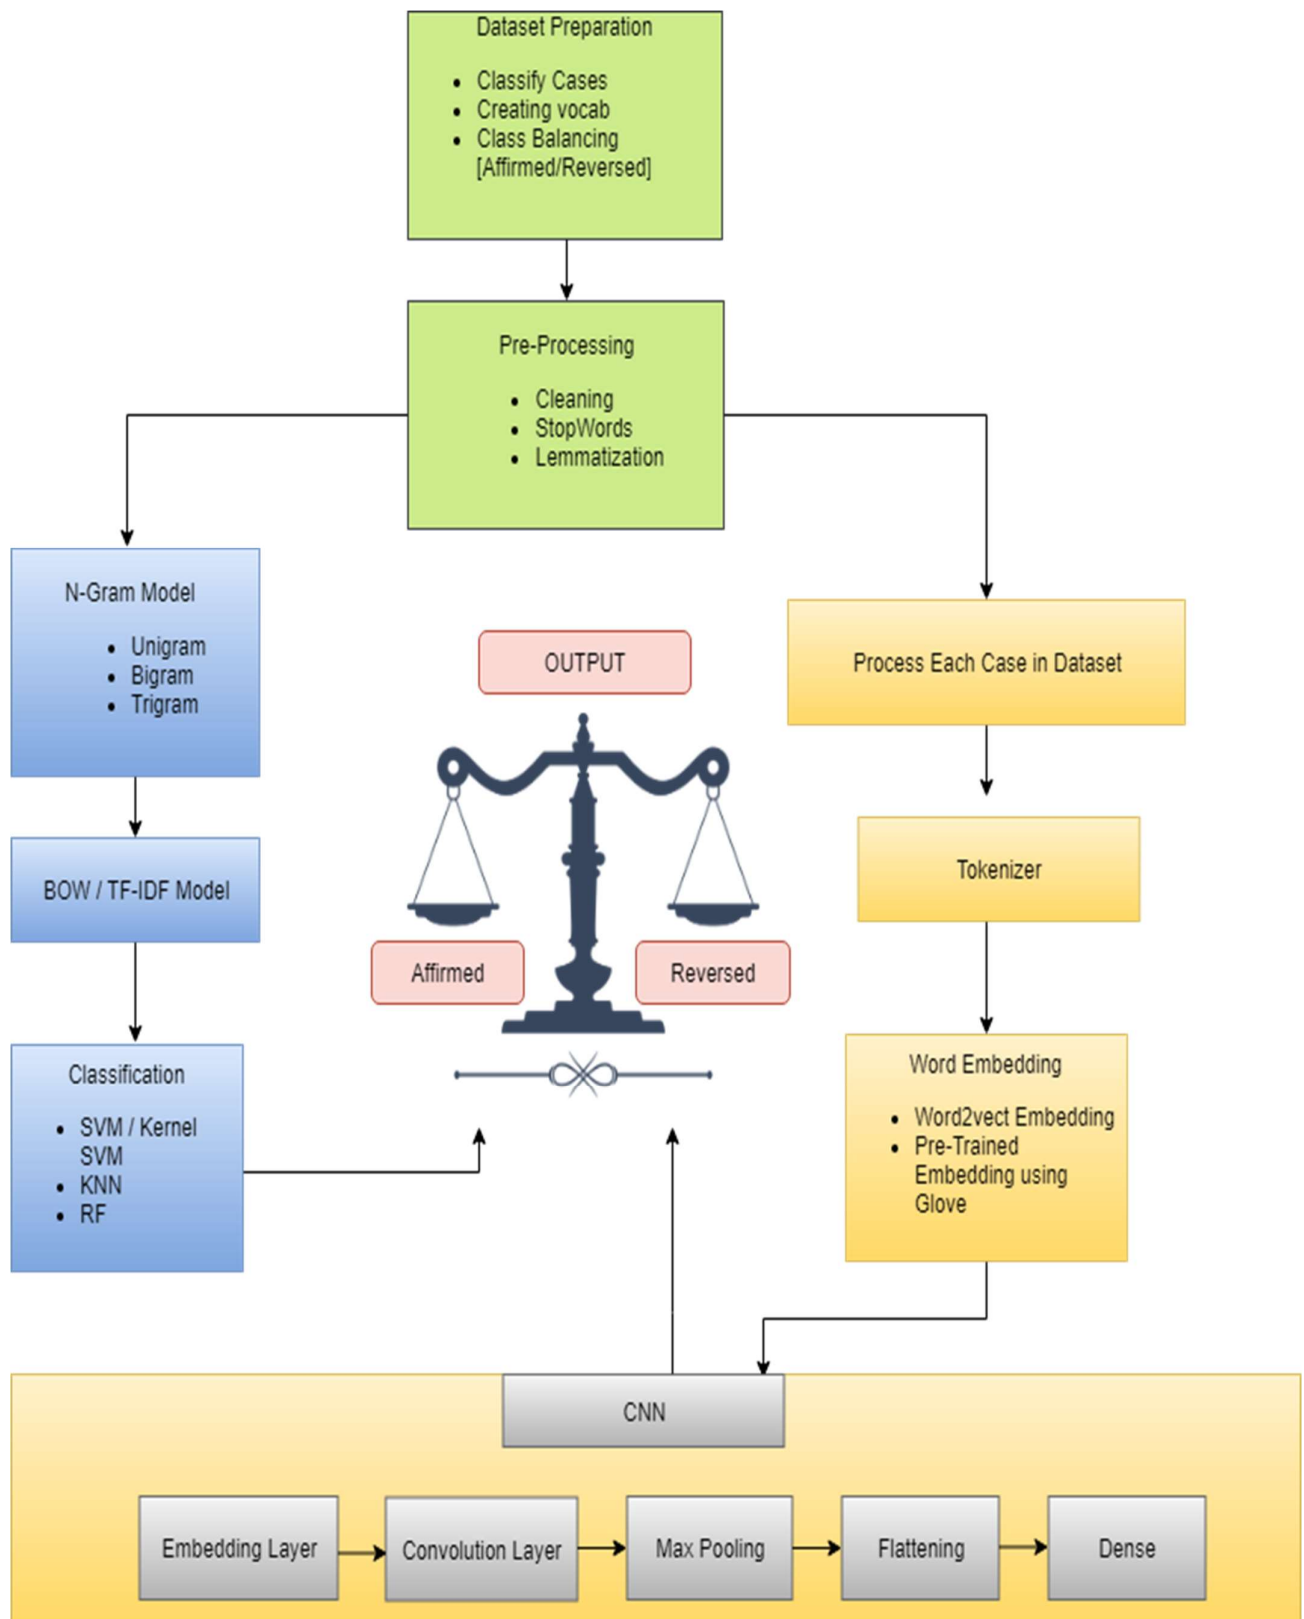 Dataset Preparation
• Classify Cases
• Creating vocab
• Class Balancing
[Affirmed/Reversed]
Pre-Processing
• Cleaning
• StopWords
• Lemmatization
N-Gram Model
• Unigram
• Bigram
• Trigram
BOW / TF-IDF Model
Classification
• SVM / Kernel
SVM
• KNN
• RF
OUTPUT
Affirmed
Reversed
Process Each Case in Dataset
Tokenizer
Word Embedding
• Word2vect Embedding
• Pre-Trained
Embedding using
Glove
CNN
Embedding Layer
Convolution Layer
Max Pooling
Flattening
Dense